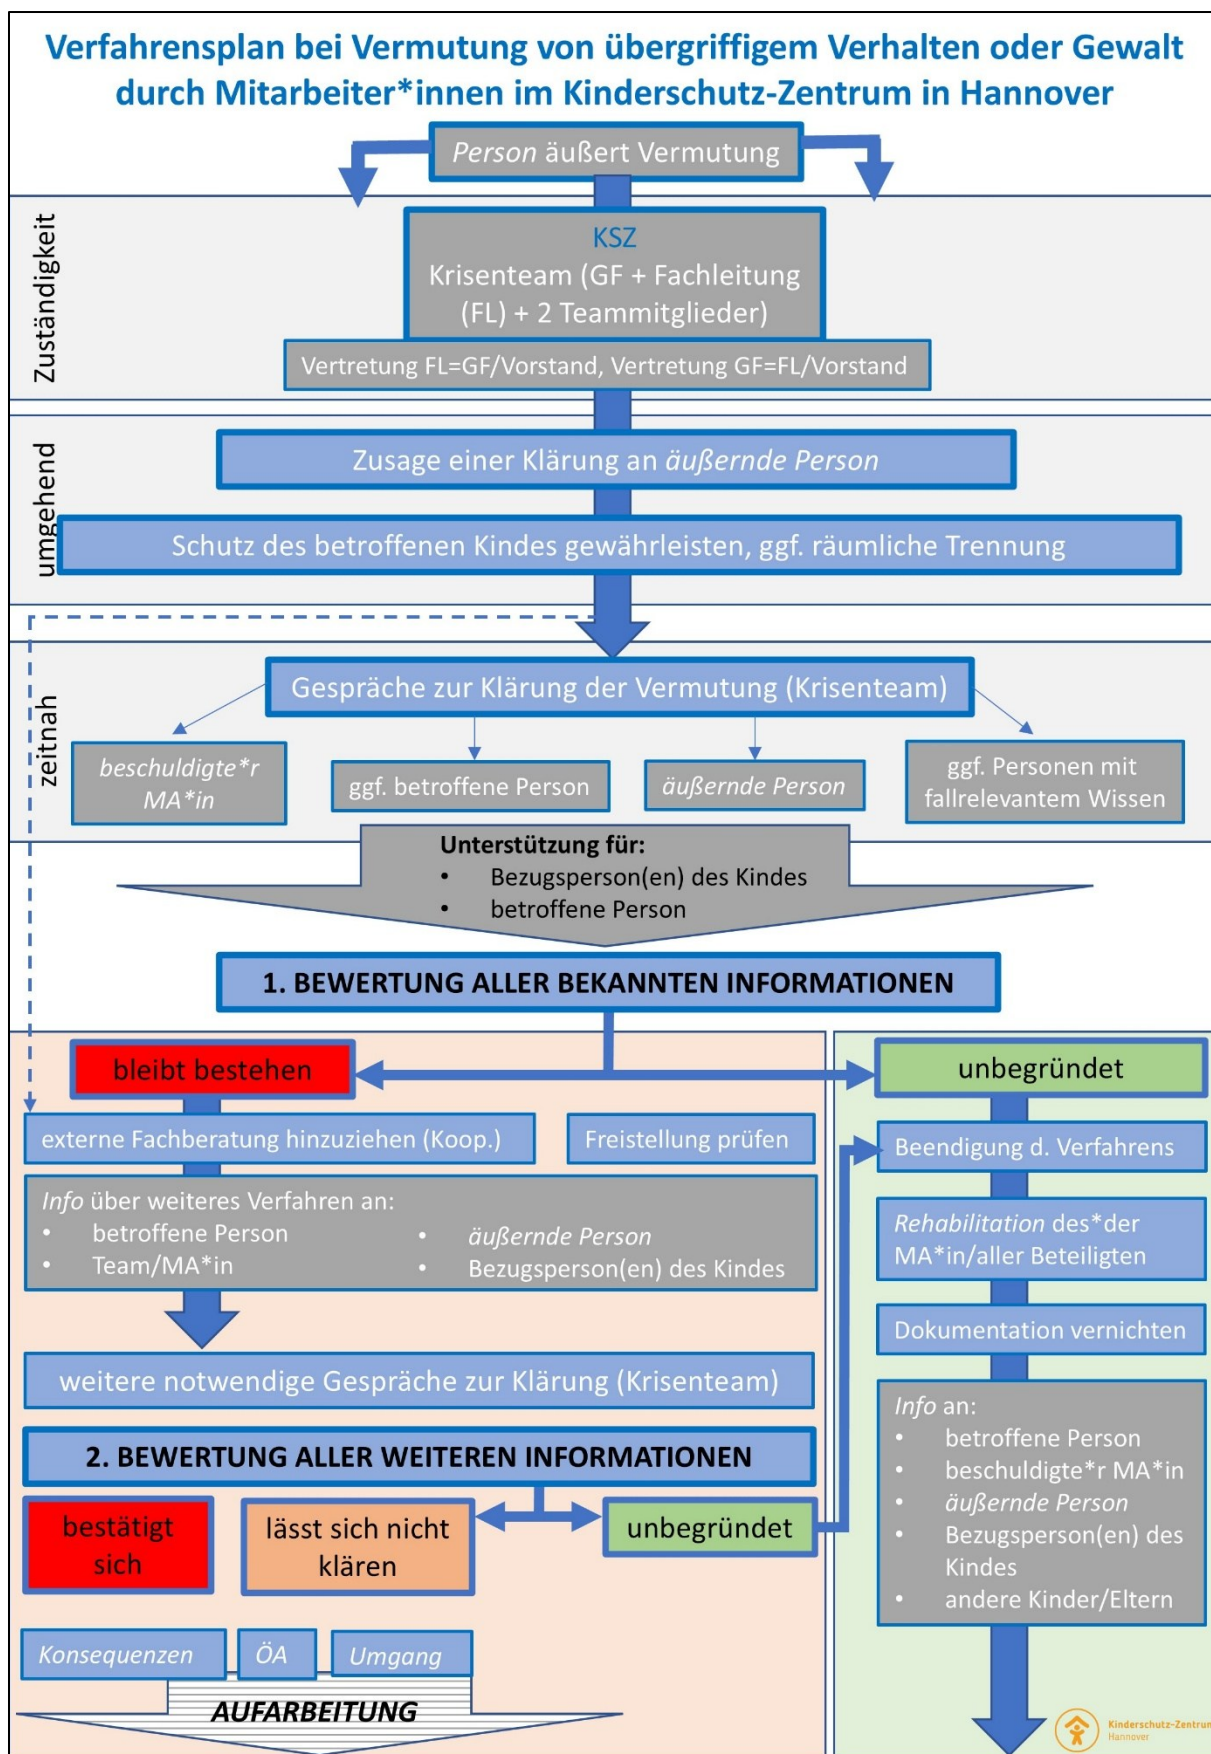 Verfahrensplan bei Vermutung von übergriffigem Verhalten oder Gewalt
durch Mitarbeiter*innen im Kinderschutz-Zentrum in Hannover
Person äußert Vermutung
Zuständigkeit
KSZ
Krisenteam (GF + Fachleitung
(FL) + 2 Teammitglieder)
Vertretung FL=GF/Vorstand, Vertretung GF=FL/Vorstand
umgehend
Zusage einer Klärung an äußernde Person
Schutz des betroffenen Kindes gewährleisten, ggf. räumliche Trennung
zeitnah
Gespräche zur Klärung der Vermutung (Krisenteam)
beschuldigte*r
MA*in
ggf. betroffene Person
äußernde Person
ggf. Personen mit
fallrelevantem Wissen
Unterstützung für:
• Bezugsperson(en) des Kindes
• betroffene Person
1. BEWERTUNG ALLER BEKANNTEN INFORMATIONEN
bleibt bestehen
externe Fachberatung hinzuziehen (Koop.)
Freistellung prüfen
Info über weiteres Verfahren an:
• betroffene Person
• Team/MA*in
• äußernde Person
• Bezugsperson(en) des Kindes
weitere notwendige Gespräche zur Klärung (Krisenteam)
2. BEWERTUNG ALLER WEITEREN INFORMATIONEN
bestätigt
sich
lässt sich nicht
klären
unbegründet
Konsequenzen
ÖA
Umgang
AUFARBEITUNG
unbegründet
Beendigung d. Verfahrens
Rehabilitation des*der
MA*in/aller Beteiligten
Dokumentation vernichten
Info an:
• betroffene Person
• beschuldigte*r MA*in
• äußernde Person
• Bezugsperson(en) des
Kindes
• andere Kinder/Eltern
Kinderschutz-Zentrum
Hannover